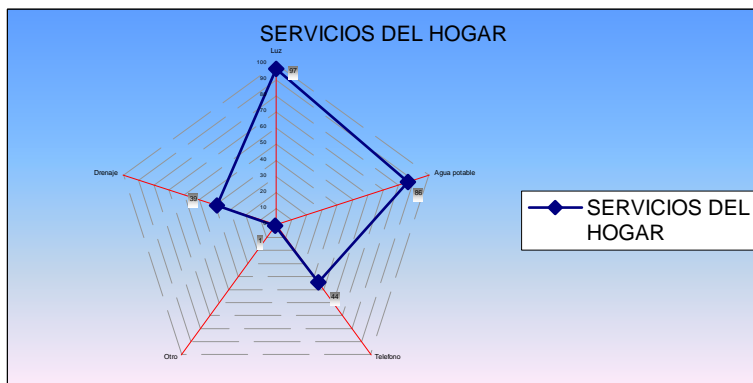 SERVICIOS DEL HOGAR
Luz
100
97
90
80
70
60
50
40
30
20
10
0
Agua potable
86
Drenaje
39
1
44
Otro
Telefono
SERVICIOS DEL
HOGAR